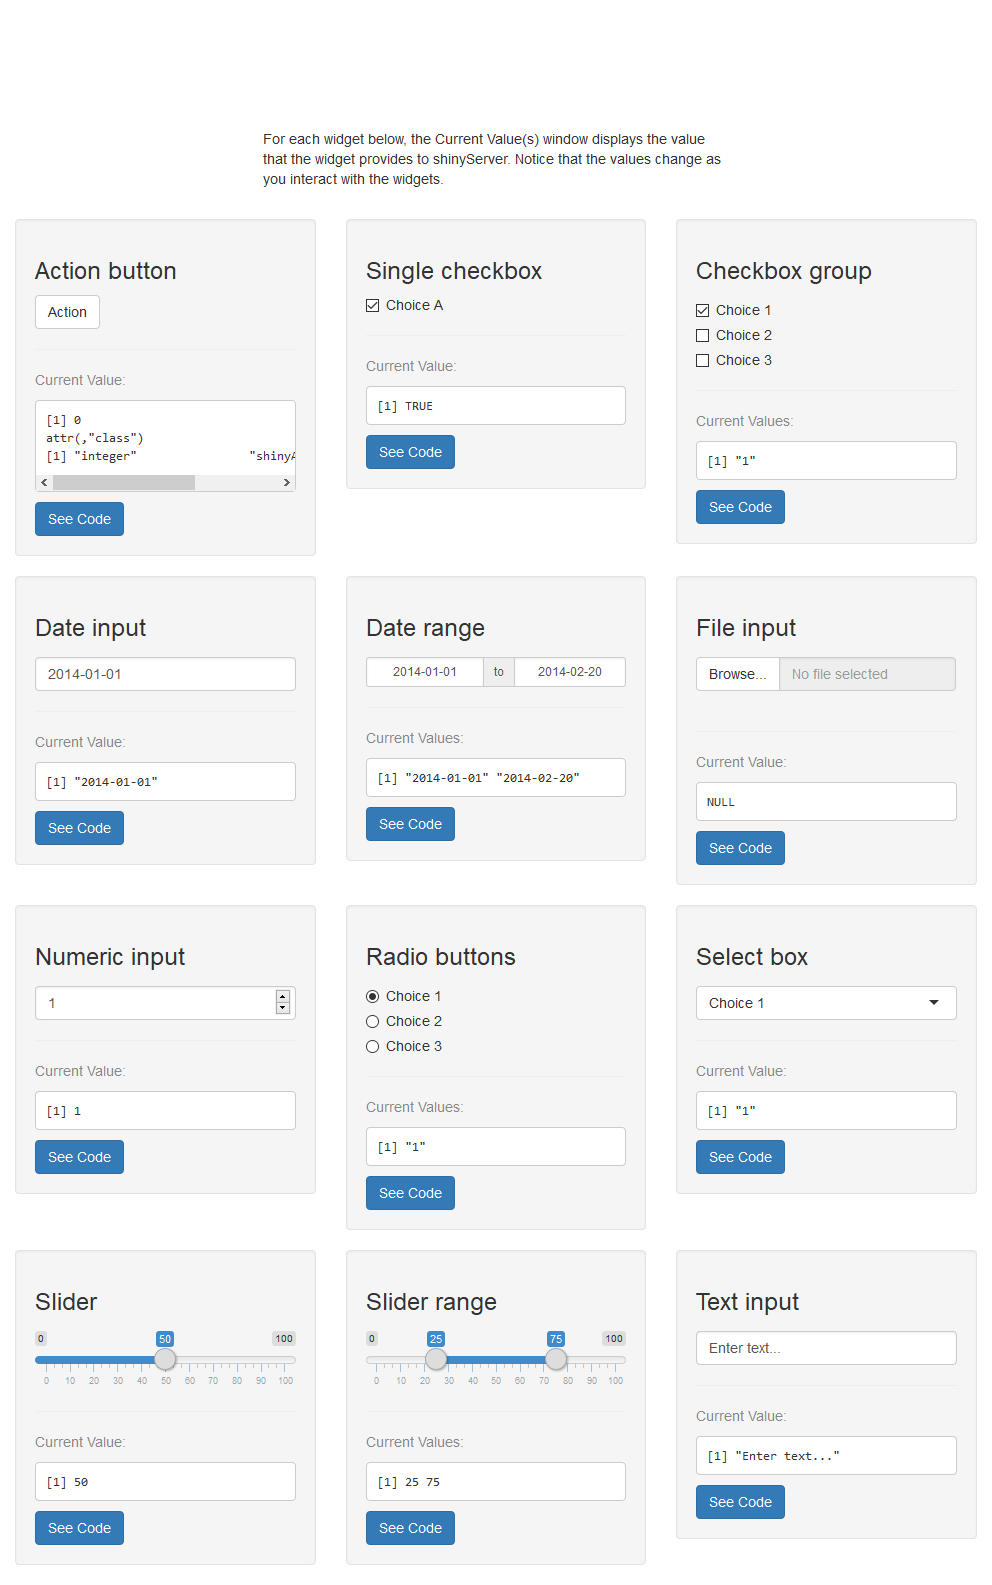 For each widget below, the Current Value(s) window displays the value
that the widget provides to shinyServer. Notice that the values change as
you interact with the widgets.
Action button
Action
Current Value:
[1] 0
attr(,"class")
[1] "integer" "shinyA
See Code
Single checkbox
Choice A
Current Value:
[1] TRUE
See Code
Checkbox group
Choice 1
Choice 2
Choice 3
Current Values:
[1] "1"
See Code
Date input
2014-01-01
Current Value:
[1] "2014-01-01"
See Code
Date range
2014-01-01 to 2014-02-20
Current Values:
[1] "2014-01-01" "2014-02-20"
See Code
File input
Browse... No file selected
Current Value:
NULL
See Code
Numeric input
1
Current Value:
[1] 1
See Code
Radio buttons
Choice 1
Choice 2
Choice 3
Current Values:
[1] "1"
See Code
Select box
Choice 1
Current Value:
[1] "1"
See Code
Slider
0 50 100
0 10 20 30 40 50 60 70 80 90 100
Current Value:
[1] 50
See Code
Slider range
0 25 75 100
0 10 20 30 40 50 60 70 80 90 100
Current Values:
[1] 25 75
See Code
Text input
Enter text...
Current Value:
[1] "Enter text..."
See Code